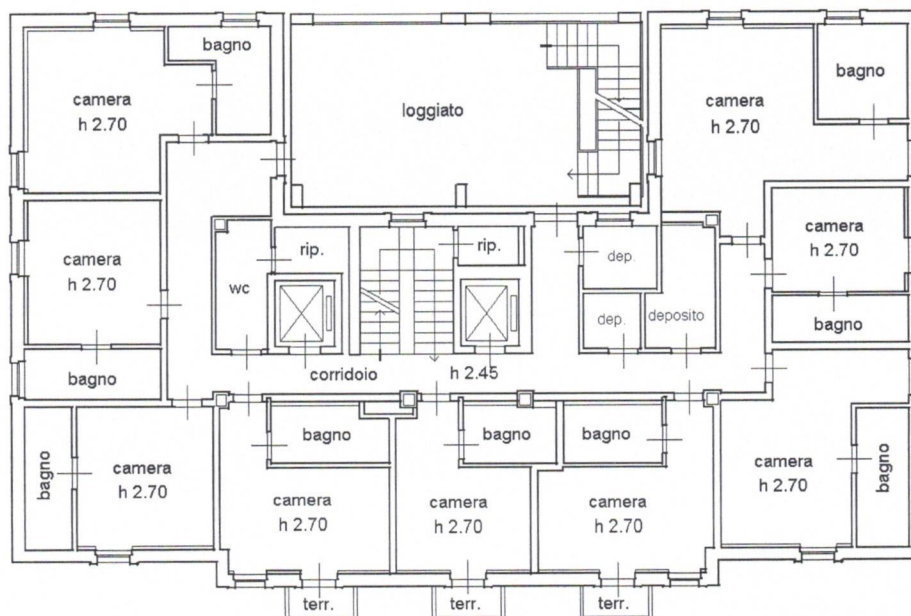 bagno
camera
h 2.70
loggiato
camera
h 2.70
bagno
camera
h 2.70
wc
rip.
rip.
dep.
dep.
deposito
camera
h 2.70
bagno
bagno
corridoio
h 2.45
bagno
camera
h 2.70
bagno
camera
h 2.70
bagno
camera
h 2.70
bagno
camera
h 2.70
camera
h 2.70
bagno
terr.
terr.
terr.